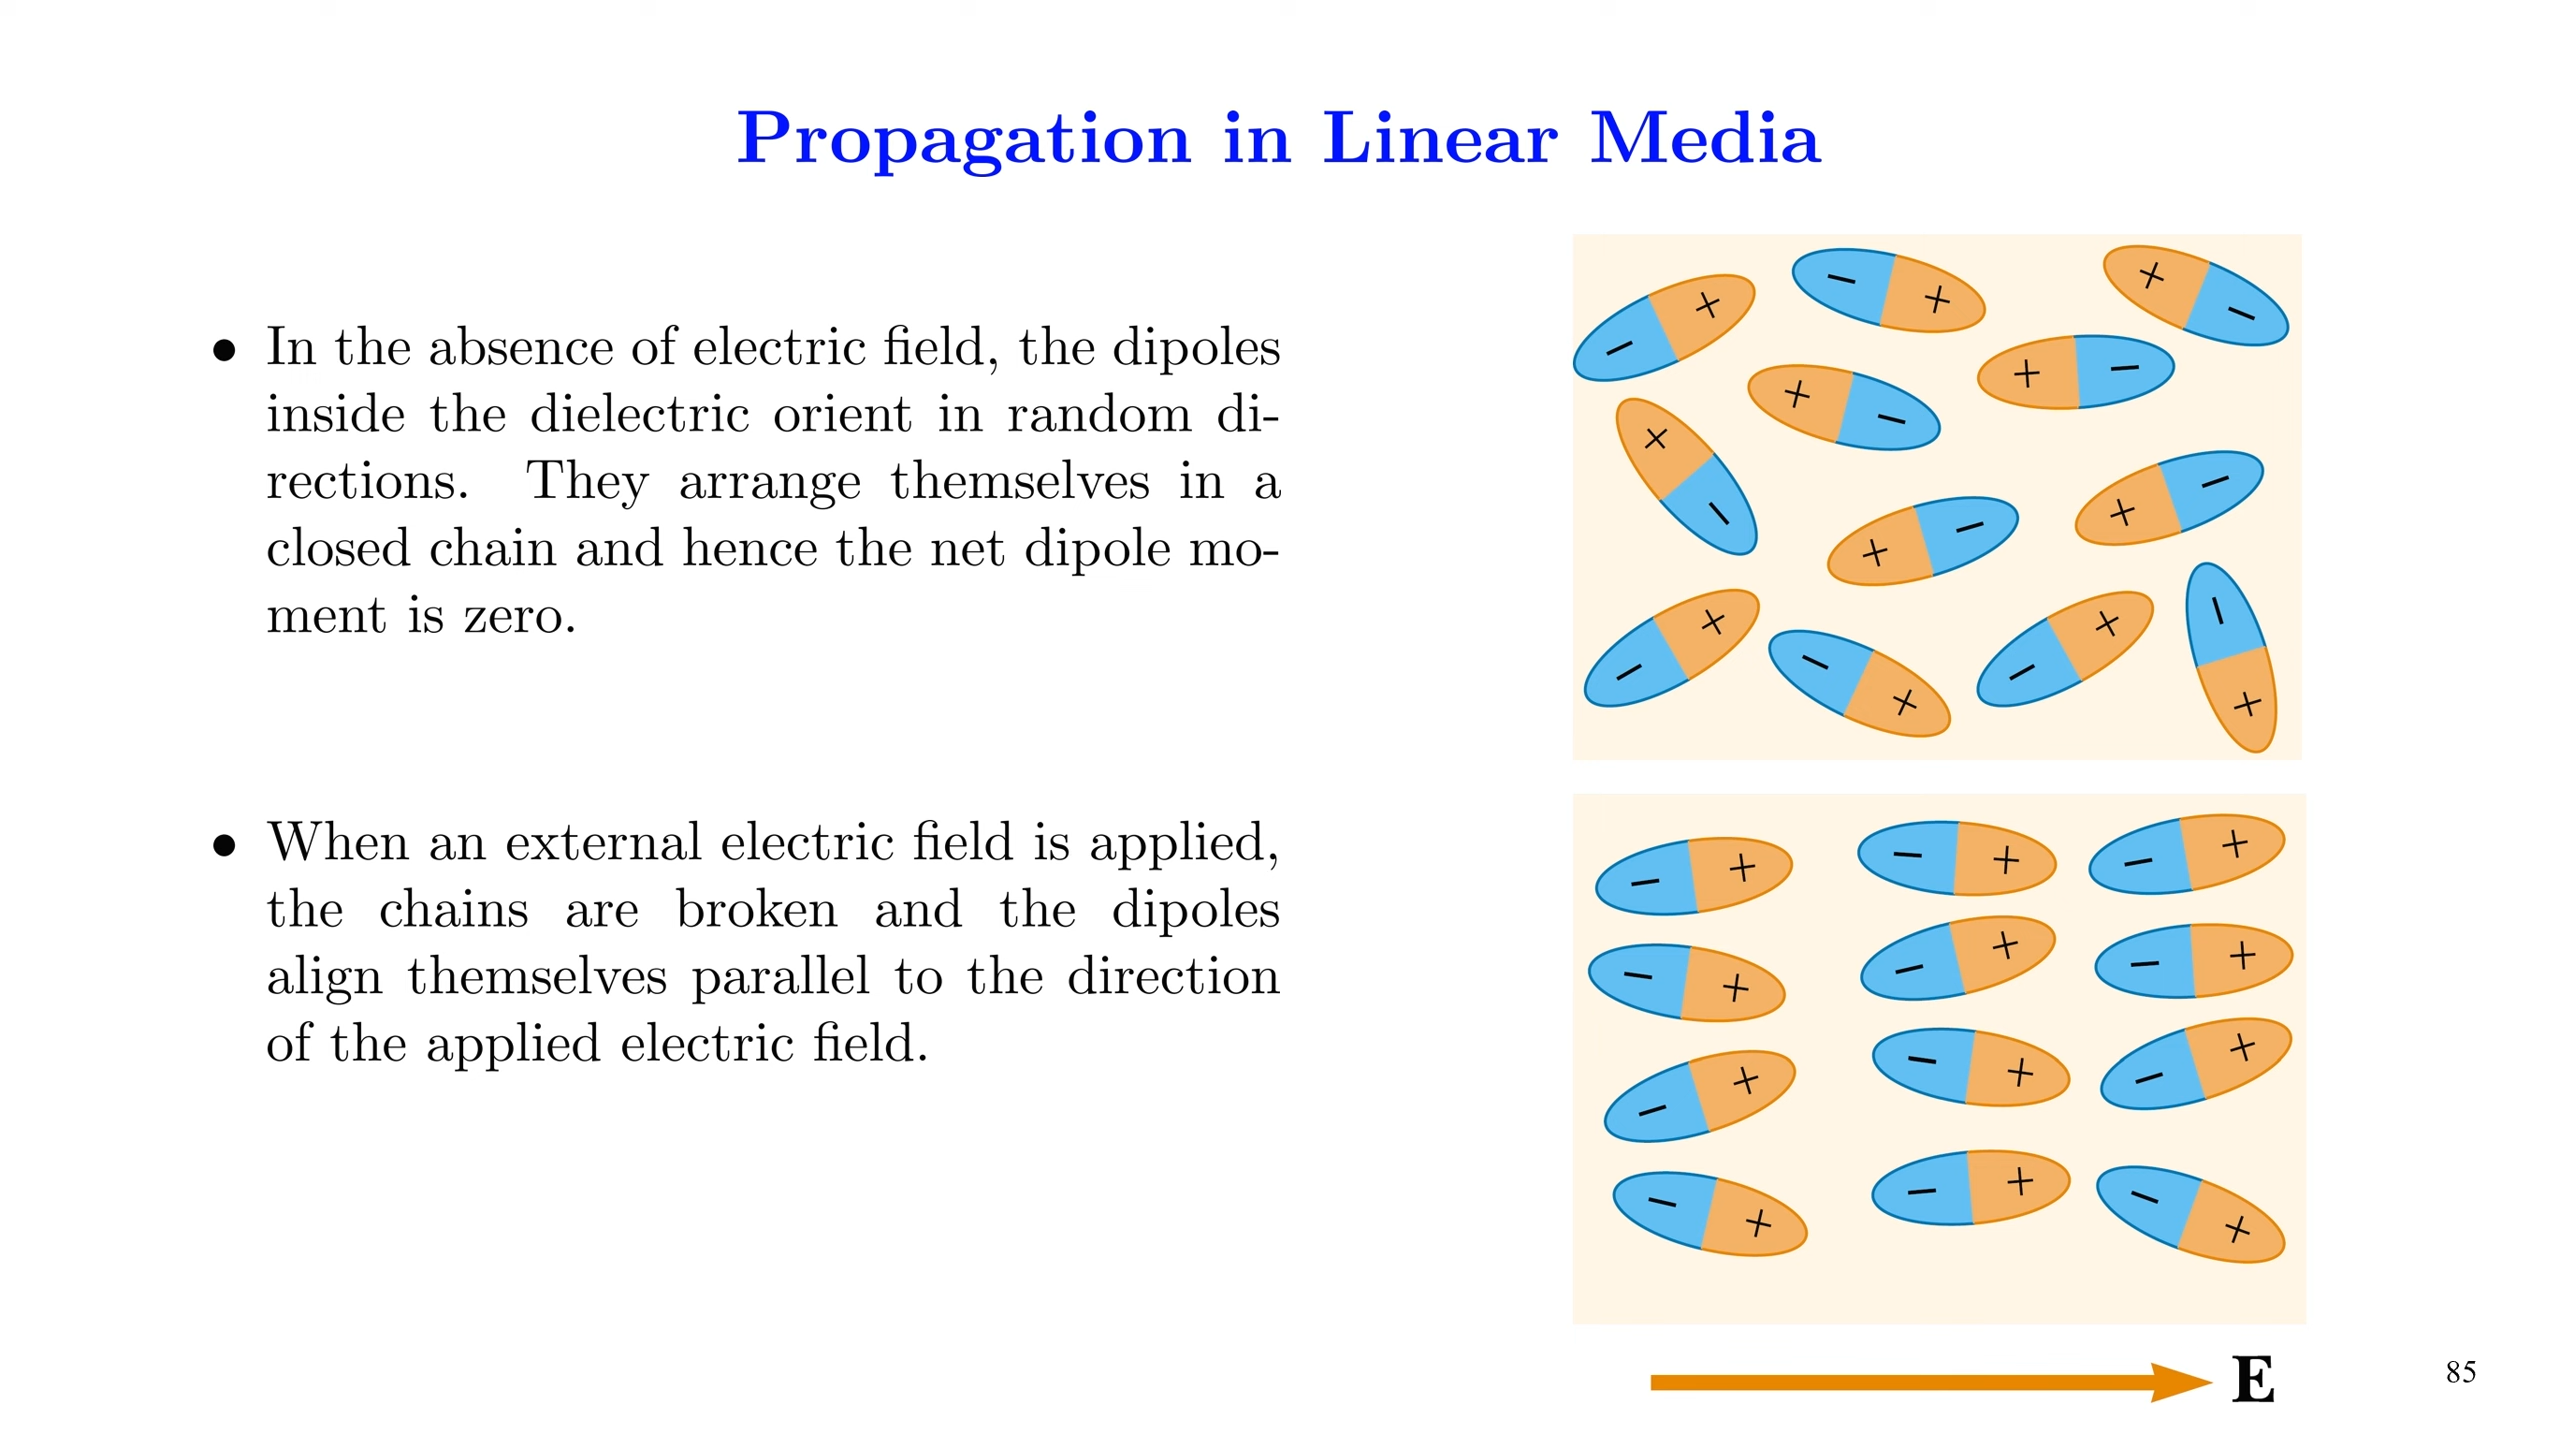 Propagation in Linear Media
• In the absence of electric field, the dipoles
inside the dielectric orient in random di-
rections. They arrange themselves in a
closed chain and hence the net dipole mo-
ment is zero.
• When an external electric field is applied,
the chains are broken and the dipoles
align themselves parallel to the direction
of the applied electric field.
E
85